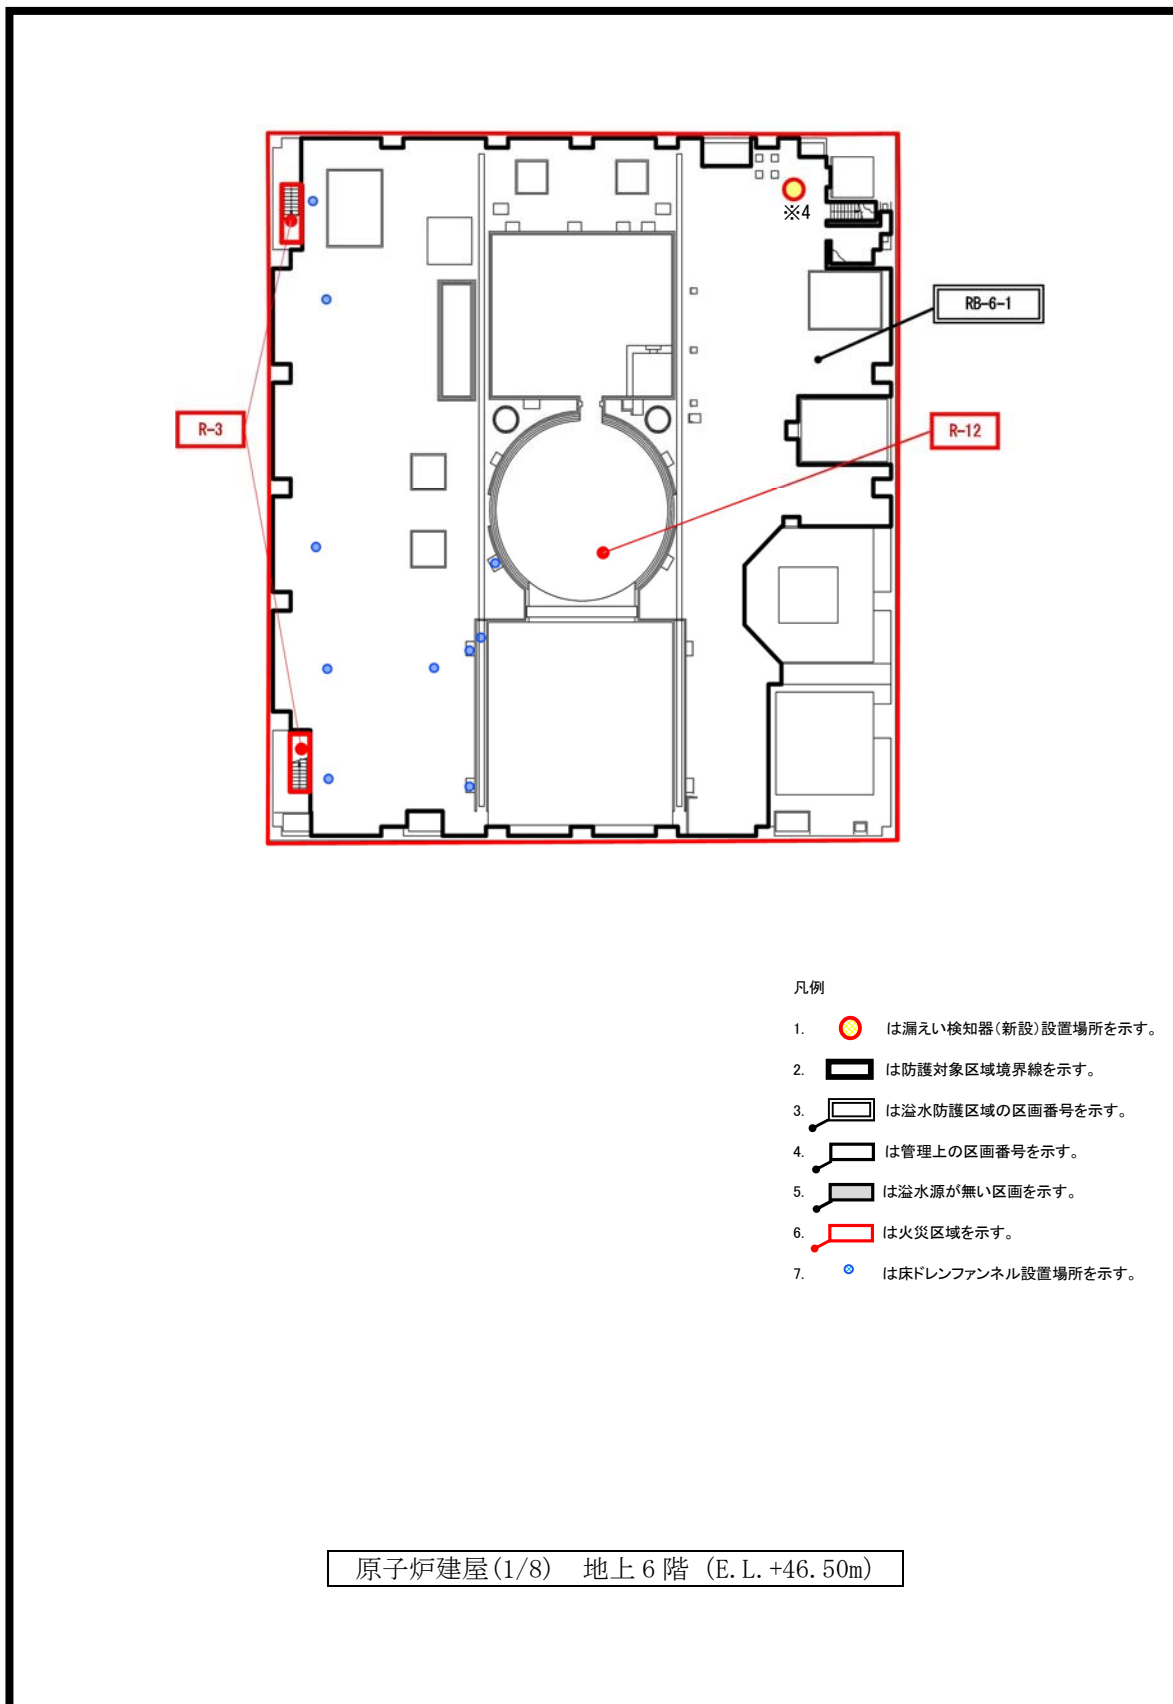 ※4
RB-6-1
R-3
R-12
凡例
1. は漏えい検知器(新設)設置場所を示す。
2. は防護対象区域境界線を示す。
3. は溢水防護区域の区画番号を示す。
4. は管理上の区画番号を示す。
5. は溢水源が無い区画を示す。
6. は火災区域を示す。
7. は床ドレンファンネル設置場所を示す。
原子炉建屋(1/8) 地上6階 (E.L.+46.50m)